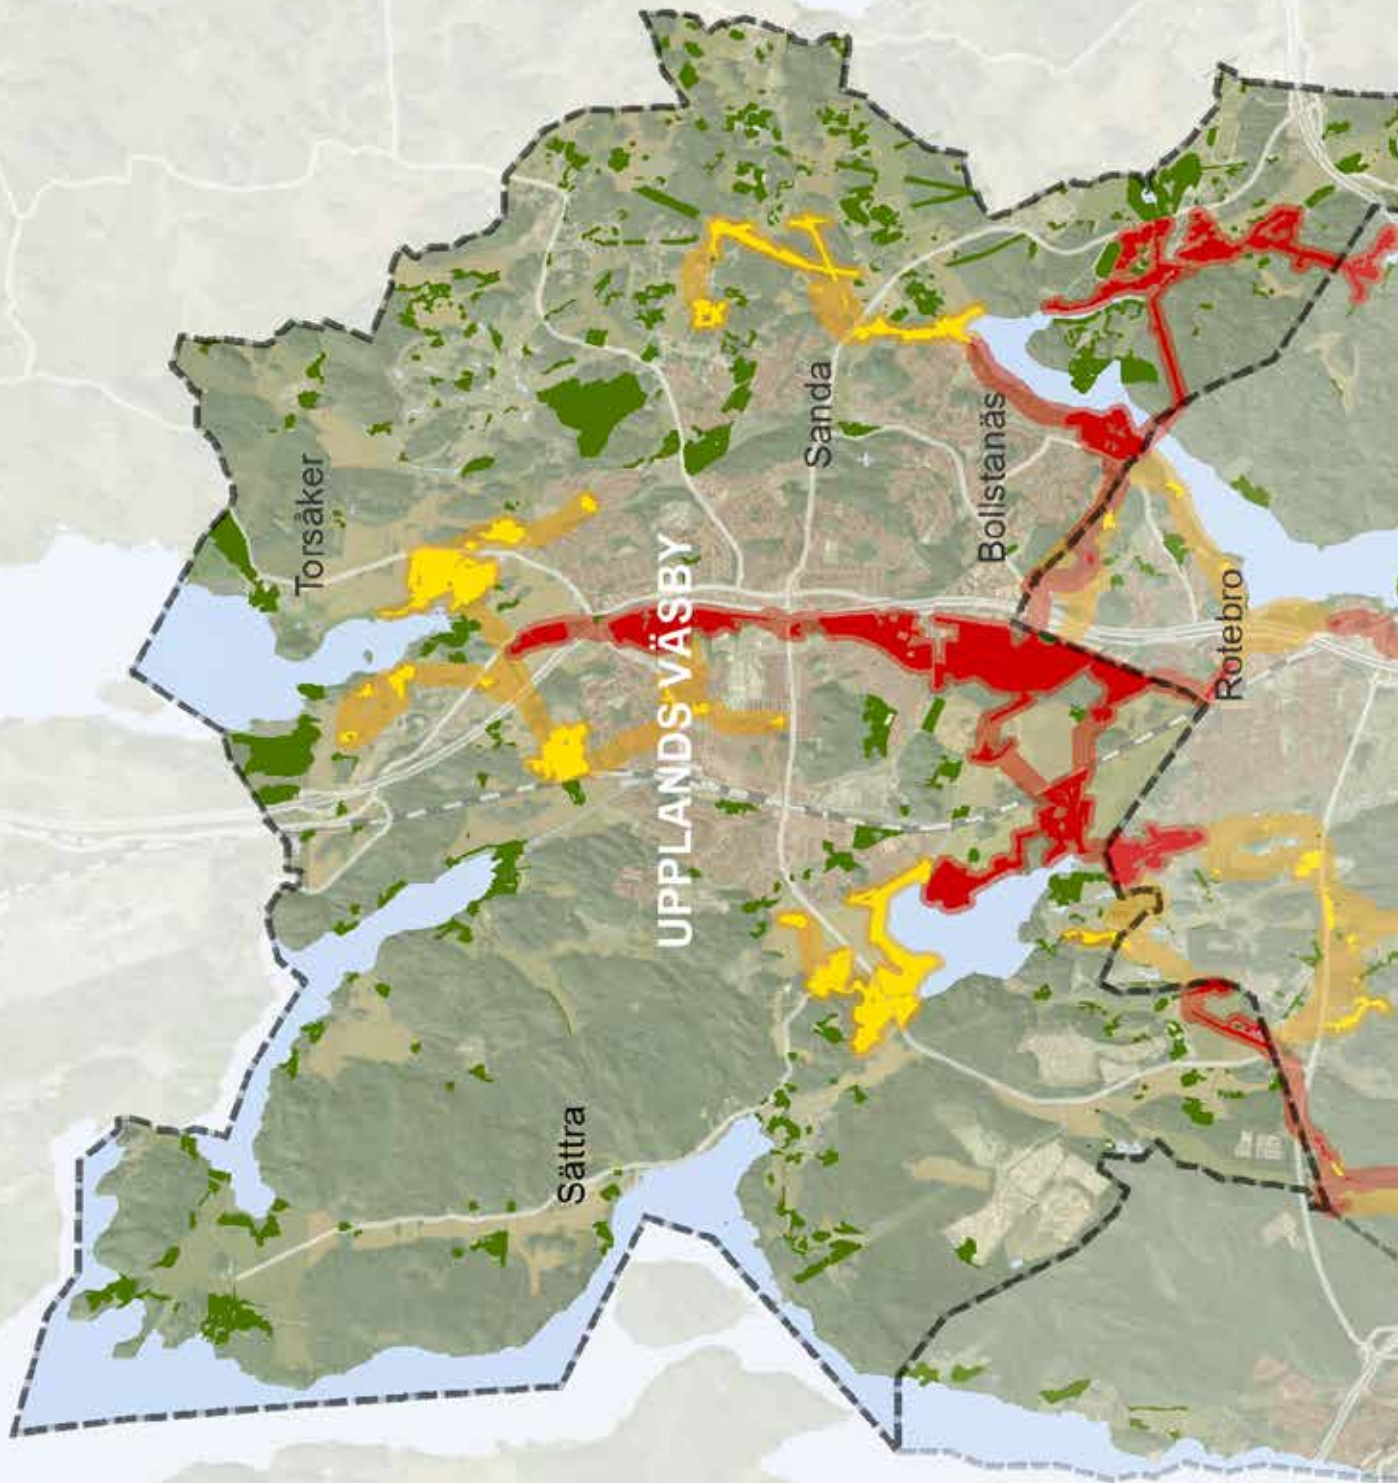 Torsåker
Sanda
Bollstanäs
UPPLANDS VÄSBY
Rotebro
Sättra